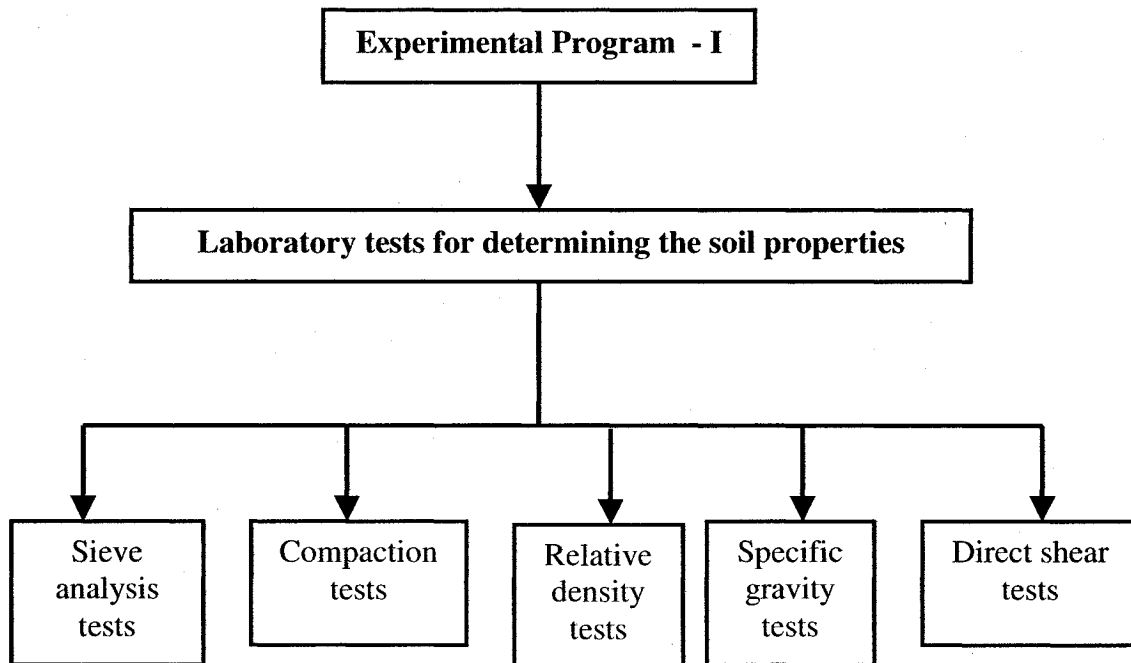 Experimental Program - I
Laboratory tests for determining the soil properties
Sieve
analysis
tests
Compaction
tests
Relative
density
tests
Specific
gravity
tests
Direct shear
tests